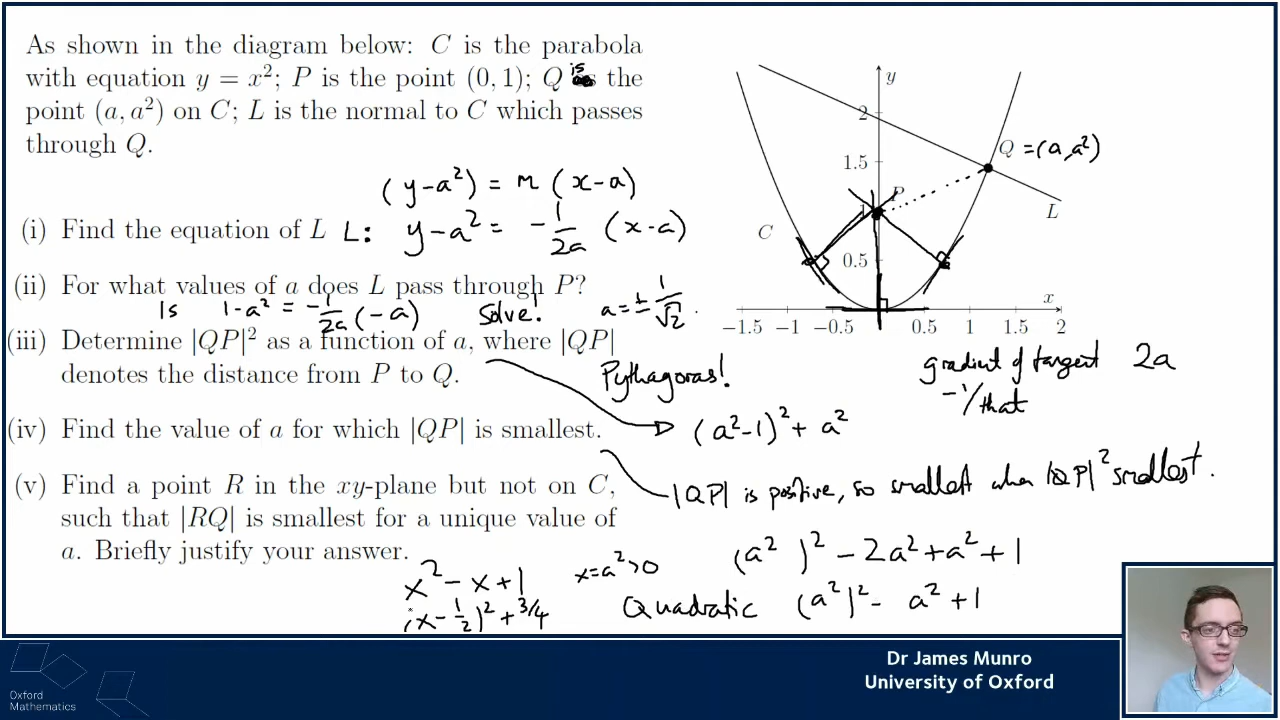 As shown in the diagram below: C is the parabola
with equation y = x²; P is the point (0, 1); Q is the
point (a, a²) on C; L is the normal to C which passes
through Q.
(y-a²) = m (x-a)
(i) Find the equation of L L: y-a² = -1/2a (x-a)
(ii) For what values of a does L pass through P?
Is 1-a² = -1/2a (-a) Solve! a = ± 1/√2.
(iii) Determine |QP|² as a function of a, where |QP|
denotes the distance from P to Q.
Pythagoras!
(a²-1)² + a²
(iv) Find the value of a for which |QP| is smallest.
|QP| is positive, so smallest when |QP|² smallest.
(v) Find a point R in the xy-plane but not on C,
such that |RQ| is smallest for a unique value of
a. Briefly justify your answer.
(a² )² - 2a² + a² + 1
x² - x + 1 x = a² > 0
Quadratic (a²)² - a² + 1
(x - 1/2)² + 3/4
y
2
Q = (a, a²)
1.5
P
1
L
C
0.5
x
−1.5 −1 −0.5 0.5 1 1.5 2
gradient of tangent 2a
-1/that
Oxford
Mathematics
Dr James Munro
University of Oxford